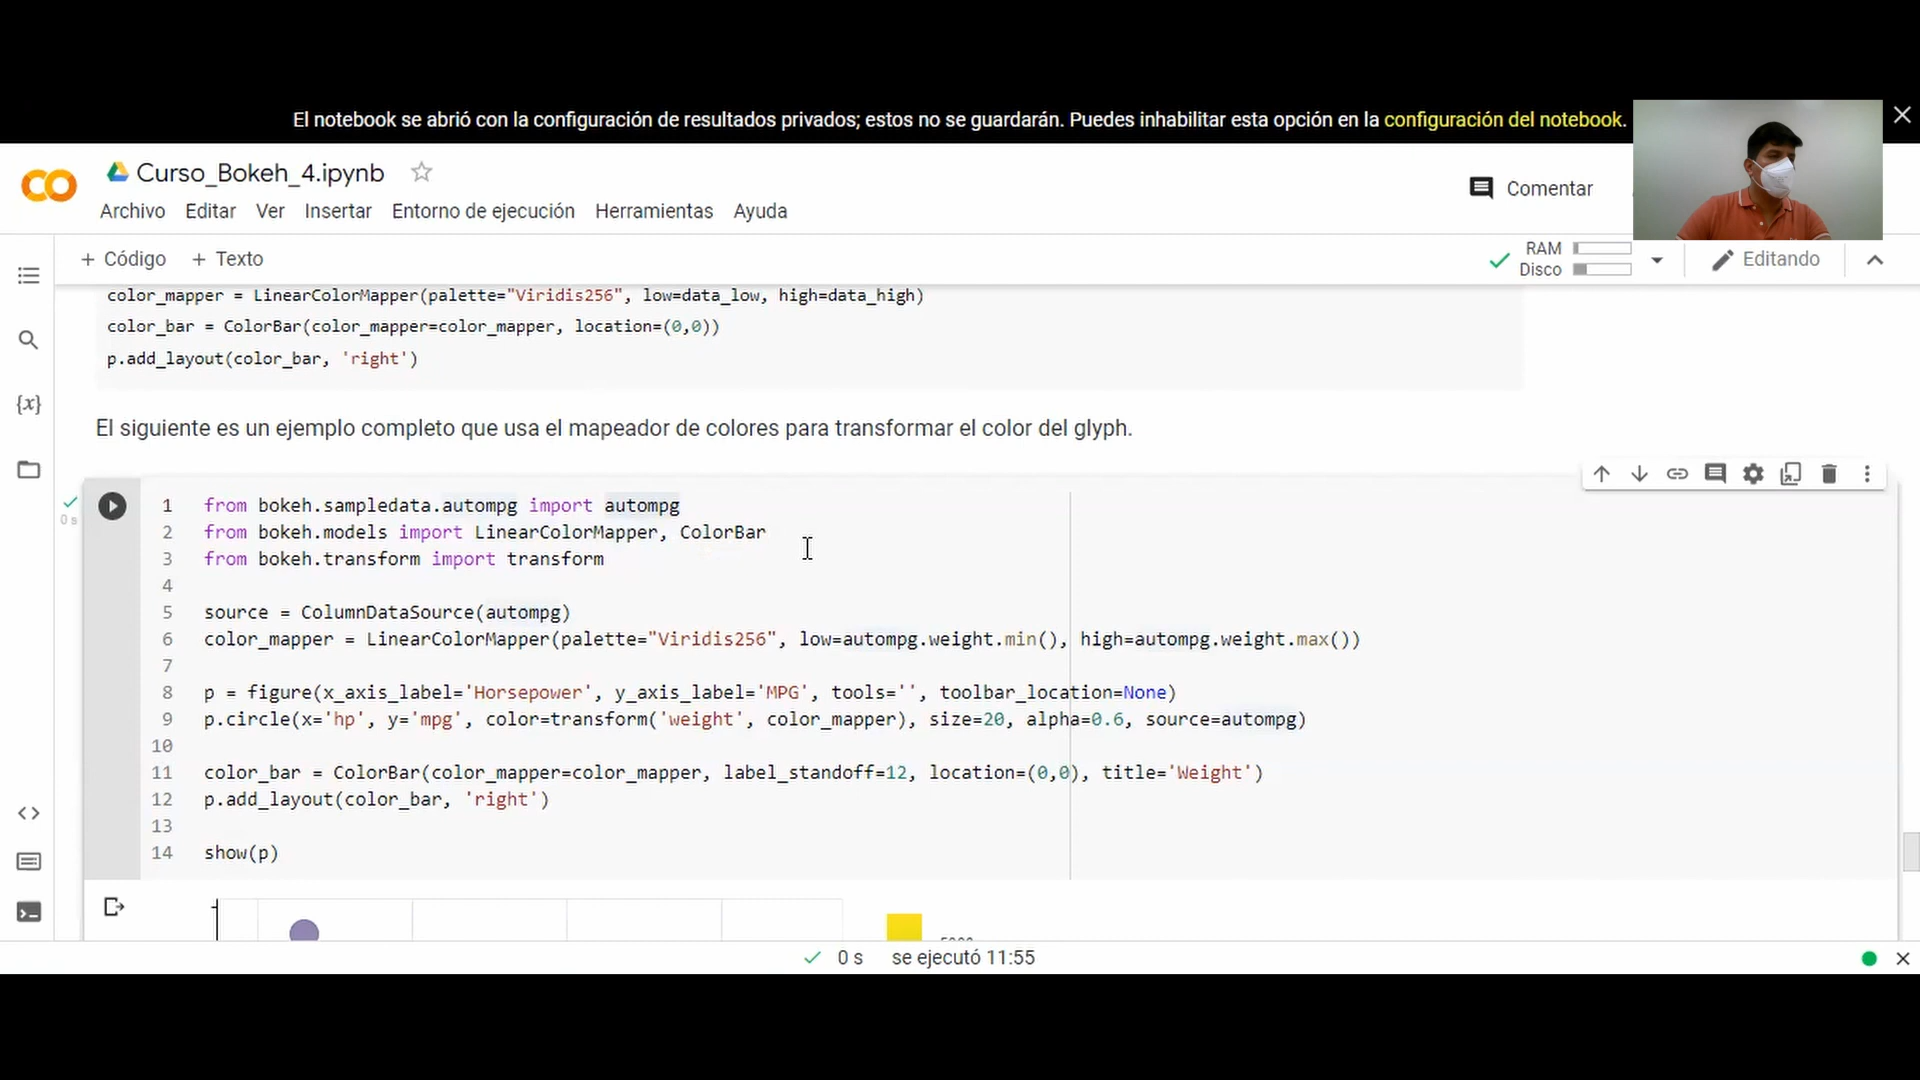 El notebook se abrió con la configuración de resultados privados; estos no se guardarán. Puedes inhabilitar esta opción en la configuración del notebook.
Curso_Bokeh_4.ipynb
Comentar
Archivo Editar Ver Insertar Entorno de ejecución Herramientas Ayuda
+ Código + Texto
RAM
Disco
Editando
color_mapper = LinearColorMapper(palette="Viridis256", low=data_low, high=data_high)
color_bar = ColorBar(color_mapper=color_mapper, location=(0,0))
p.add_layout(color_bar, 'right')
{x}
El siguiente es un ejemplo completo que usa el mapeador de colores para transformar el color del glyph.
0 s
1 from bokeh.sampledata.autompg import autompg
2 from bokeh.models import LinearColorMapper, ColorBar
3 from bokeh.transform import transform
4
5 source = ColumnDataSource(autompg)
6 color_mapper = LinearColorMapper(palette="Viridis256", low=autompg.weight.min(), high=autompg.weight.max())
7
8 p = figure(x_axis_label='Horsepower', y_axis_label='MPG', tools='', toolbar_location=None)
9 p.circle(x='hp', y='mpg', color=transform('weight', color_mapper), size=20, alpha=0.6, source=autompg)
10
11 color_bar = ColorBar(color_mapper=color_mapper, label_standoff=12, location=(0,0), title='Weight')
12 p.add_layout(color_bar, 'right')
13
14 show(p)
0 s se ejecutó 11:55